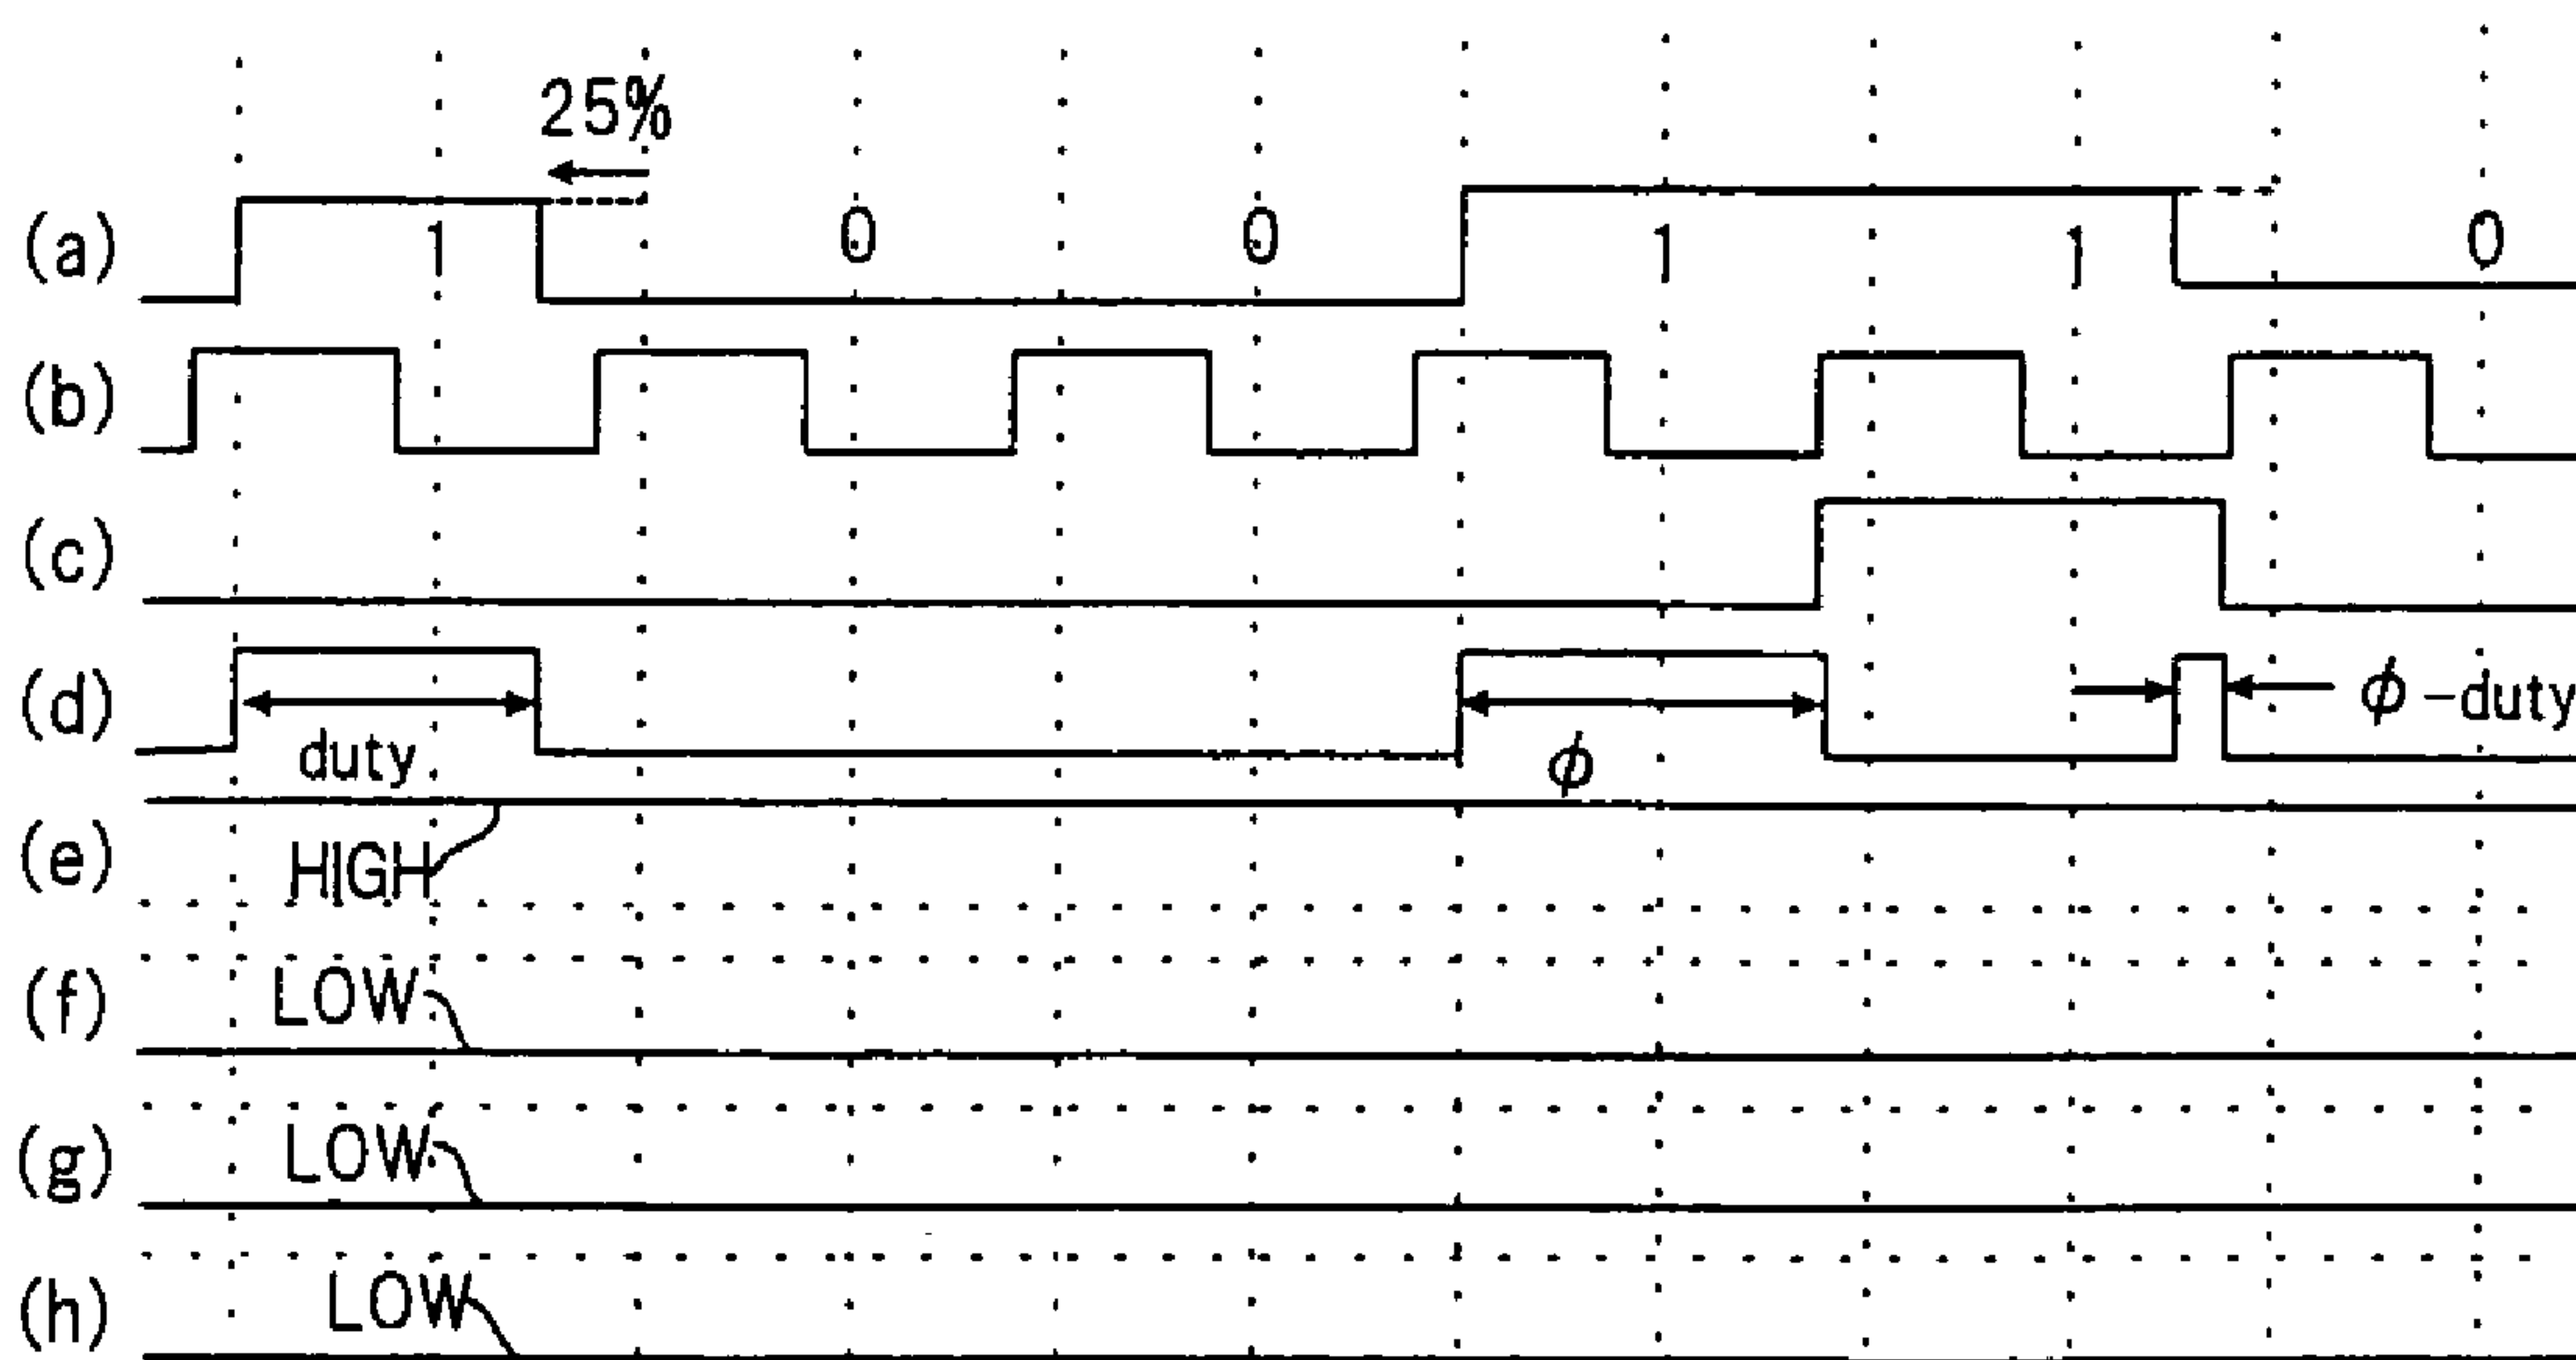 25%
(a) 1 0 0 1 1 0
(b)
(c)
(d) duty ϕ ϕ-duty
(e) HIGH
(f) LOW
(g) LOW
(h) LOW